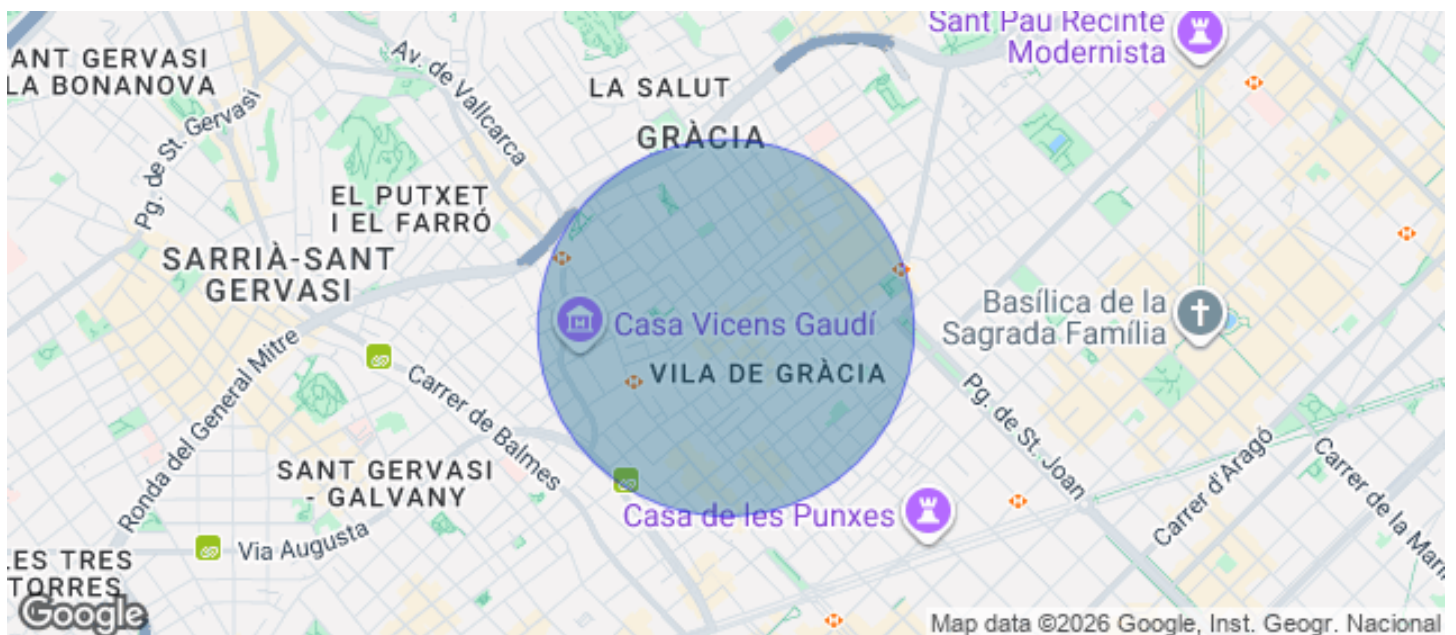 Sant Pau Recinte
Modernista
ANT GERVASI
LA BONANOVA
Av. de Vallcarca
LA SALUT
GRÀCIA
Pg. de St. Gervasi
EL PUTXET
I EL FARRÓ
SARRIÀ-SANT
GERVASI
Basílica de la
Sagrada Família
Casa Vicens Gaudí
VILA DE GRÀCIA
Ronda del General Mitre
Carrer de Balmes
Pg. de St. Joan
Carrer d'Aragó
Carrer de la Marin
SANT GERVASI
- GALVANY
Casa de les Punxes
Via Augusta
LES TRES
TORRES
Google
Map data ©2026 Google, Inst. Geogr. Nacional